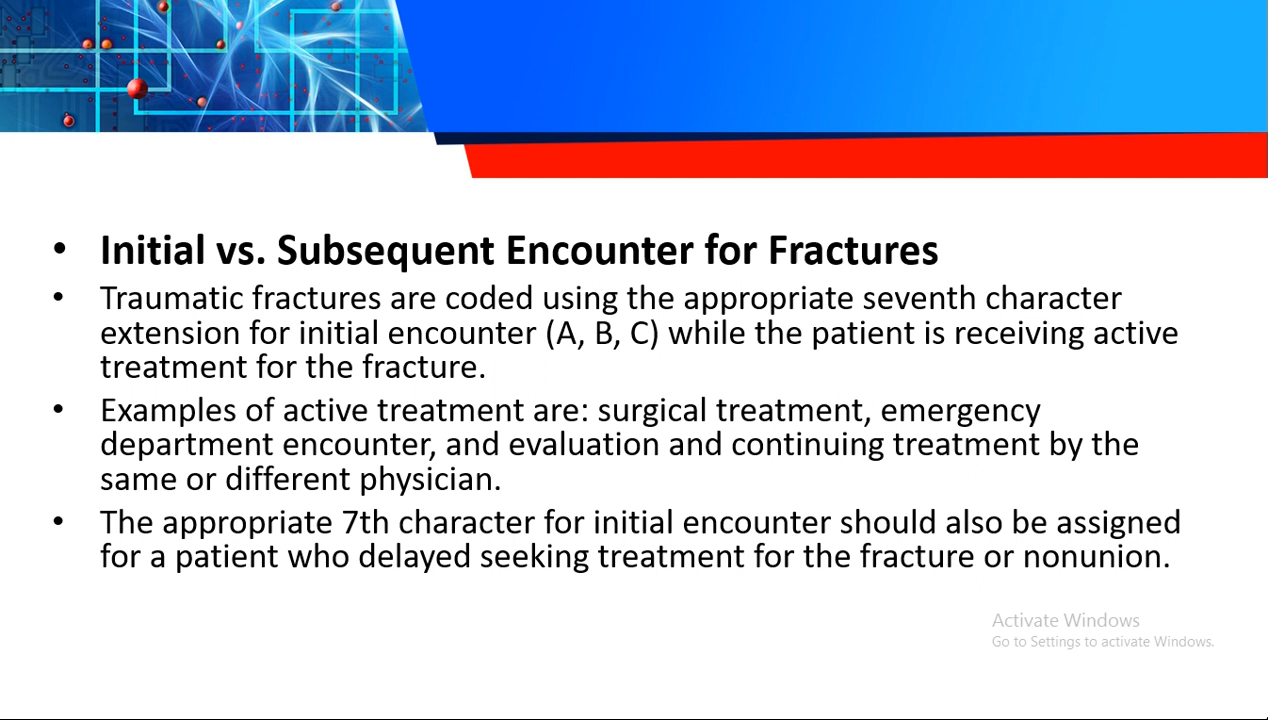 • Initial vs. Subsequent Encounter for Fractures
• Traumatic fractures are coded using the appropriate seventh character
extension for initial encounter (A, B, C) while the patient is receiving active
treatment for the fracture.
• Examples of active treatment are: surgical treatment, emergency
department encounter, and evaluation and continuing treatment by the
same or different physician.
• The appropriate 7th character for initial encounter should also be assigned
for a patient who delayed seeking treatment for the fracture or nonunion.
Activate Windows
Go to Settings to activate Windows.